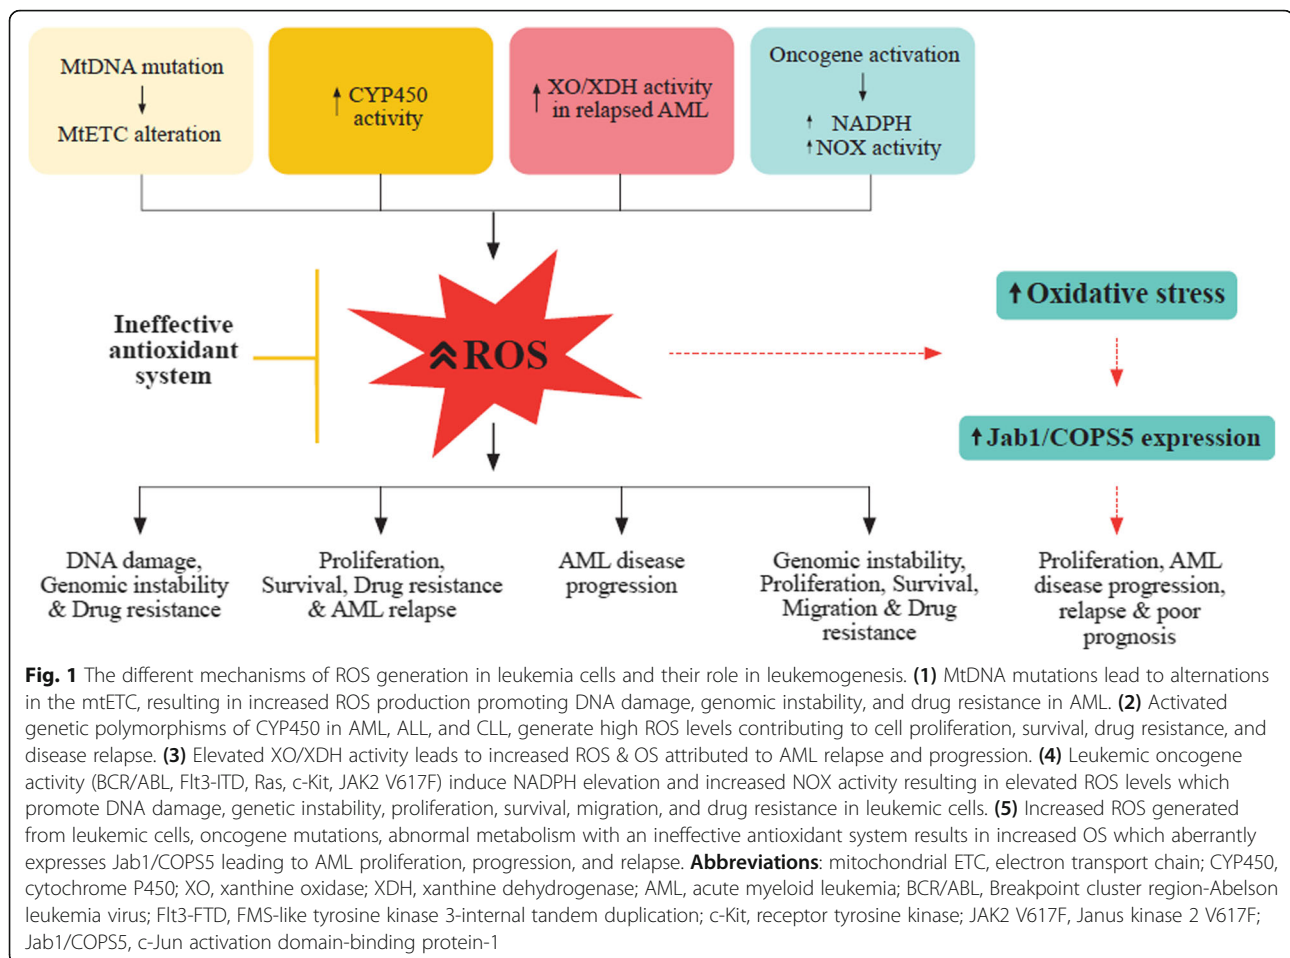 MtDNA mutation
MtETC alteration
↑ CYP450
activity
↑ XO/XDH activity
in relapsed AML
Oncogene activation
↑ NADPH
↑ NOX activity
Ineffective
antioxidant
system
ROS
↑ Oxidative stress
↑ Jab1/COPS5 expression
DNA damage,
Genomic instability
& Drug resistance
Proliferation,
Survival, Drug resistance
& AML relapse
AML disease
progression
Genomic instability,
Proliferation, Survival,
Migration & Drug
resistance
Proliferation, AML
disease progression,
relapse & poor
prognosis
Fig. 1 The different mechanisms of ROS generation in leukemia cells and their role in leukemogenesis. (1) MtDNA mutations lead to alternations
in the mtETC, resulting in increased ROS production promoting DNA damage, genomic instability, and drug resistance in AML. (2) Activated
genetic polymorphisms of CYP450 in AML, ALL, and CLL, generate high ROS levels contributing to cell proliferation, survival, drug resistance, and
disease relapse. (3) Elevated XO/XDH activity leads to increased ROS & OS attributed to AML relapse and progression. (4) Leukemic oncogene
activity (BCR/ABL, Flt3-ITD, Ras, c-Kit, JAK2 V617F) induce NADPH elevation and increased NOX activity resulting in elevated ROS levels which
promote DNA damage, genetic instability, proliferation, survival, migration, and drug resistance in leukemic cells. (5) Increased ROS generated
from leukemic cells, oncogene mutations, abnormal metabolism with an ineffective antioxidant system results in increased OS which aberrantly
expresses Jab1/COPS5 leading to AML proliferation, progression, and relapse. Abbreviations: mitochondrial ETC, electron transport chain; CYP450,
cytochrome P450; XO, xanthine oxidase; XDH, xanthine dehydrogenase; AML, acute myeloid leukemia; BCR/ABL, Breakpoint cluster region-Abelson
leukemia virus; Flt3-FTD, FMS-like tyrosine kinase 3-internal tandem duplication; c-Kit, receptor tyrosine kinase; JAK2 V617F, Janus kinase 2 V617F;
Jab1/COPS5, c-Jun activation domain-binding protein-1